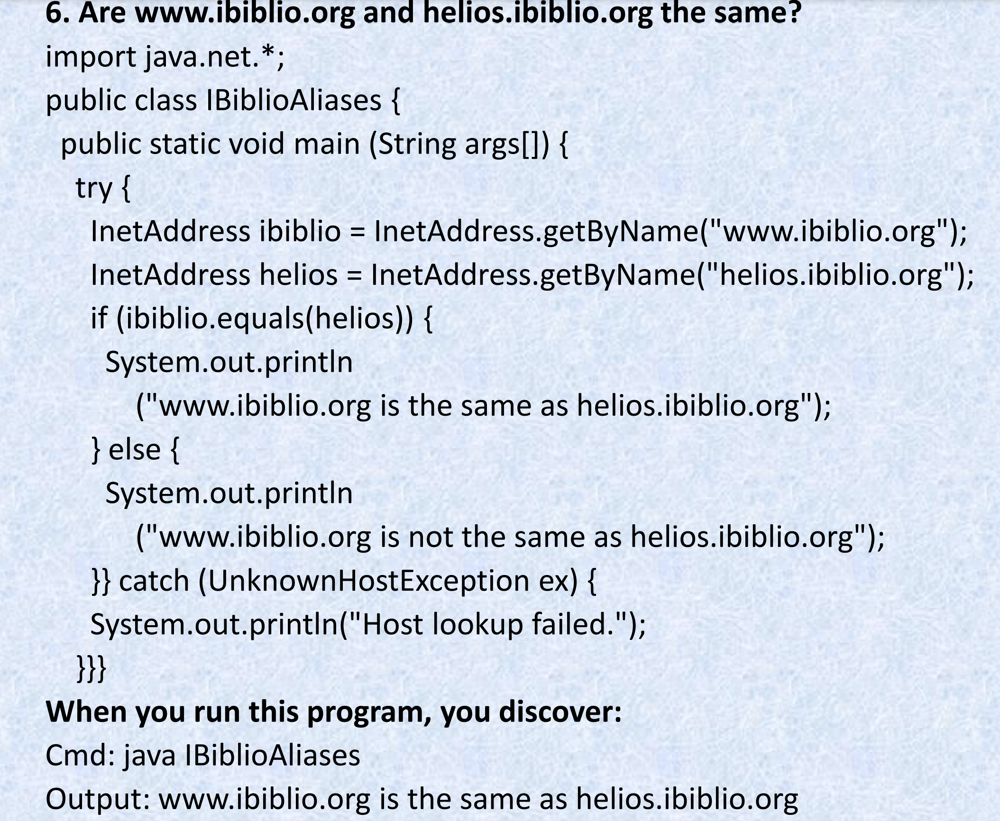 6. Are www.ibiblio.org and helios.ibiblio.org the same?
import java.net.*;
public class IBiblioAliases {
public static void main (String args[]) {
try {
InetAddress ibiblio = InetAddress.getByName("www.ibiblio.org");
InetAddress helios = InetAddress.getByName("helios.ibiblio.org");
if (ibiblio.equals(helios)) {
System.out.println
("www.ibiblio.org is the same as helios.ibiblio.org");
} else {
System.out.println
("www.ibiblio.org is not the same as helios.ibiblio.org");
}} catch (UnknownHostException ex) {
System.out.println("Host lookup failed.");
}}}
When you run this program, you discover:
Cmd: java IBiblioAliases
Output: www.ibiblio.org is the same as helios.ibiblio.org